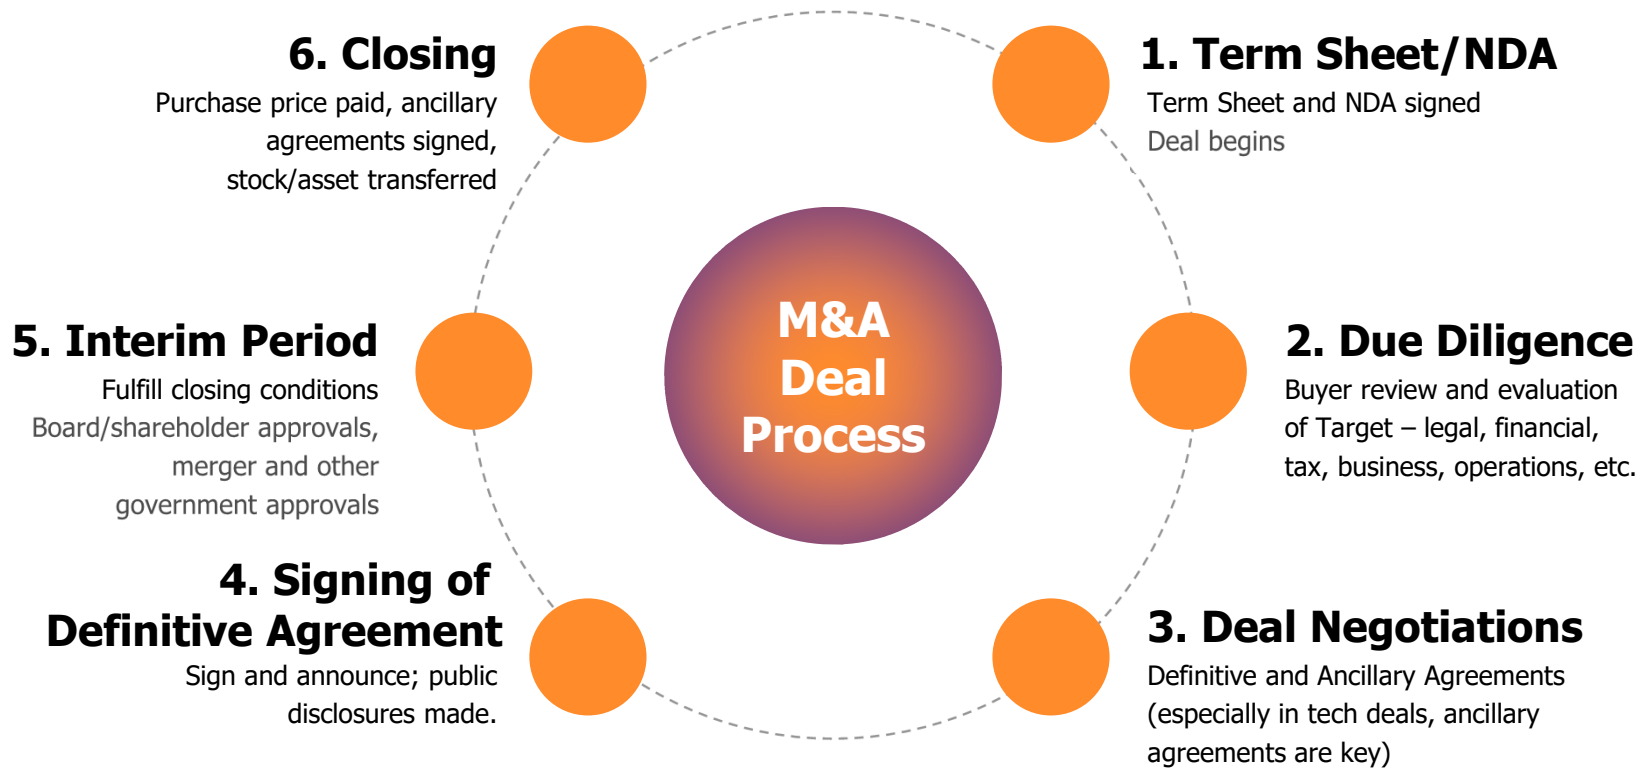 M&A
Deal
Process
1. Term Sheet/NDA
Term Sheet and NDA signed
Deal begins
2. Due Diligence
Buyer review and evaluation
of Target – legal, financial,
tax, business, operations, etc.
3. Deal Negotiations
Definitive and Ancillary Agreements
(especially in tech deals, ancillary
agreements are key)
4. Signing of
Definitive Agreement
Sign and announce; public
disclosures made.
5. Interim Period
Fulfill closing conditions
Board/shareholder approvals,
merger and other
government approvals
6. Closing
Purchase price paid, ancillary
agreements signed,
stock/asset transferred